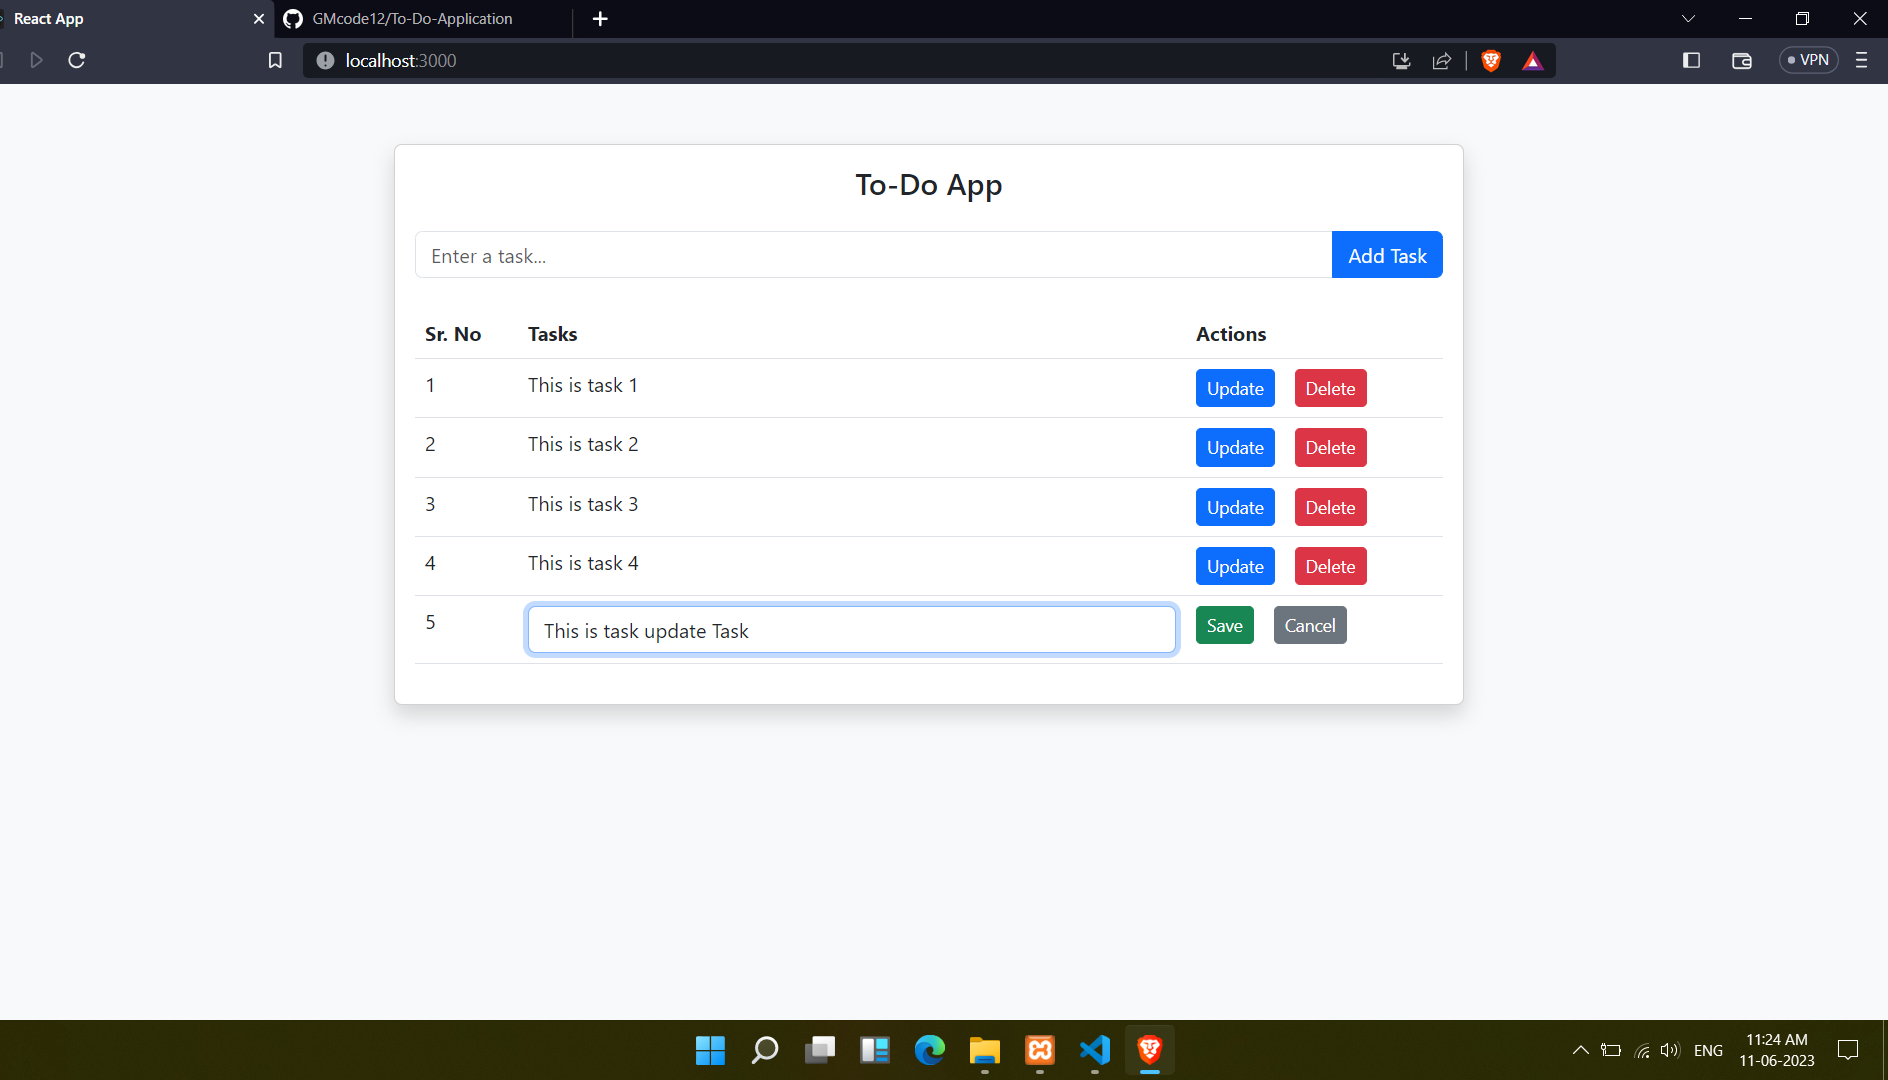 React App
GMcode12/To-Do-Application
localhost:3000
VPN
To-Do App
Enter a task...
Add Task
Sr. No Tasks Actions
1 This is task 1 Update Delete
2 This is task 2 Update Delete
3 This is task 3 Update Delete
4 This is task 4 Update Delete
5 This is task update Task Save Cancel
ENG
11:24 AM
11-06-2023